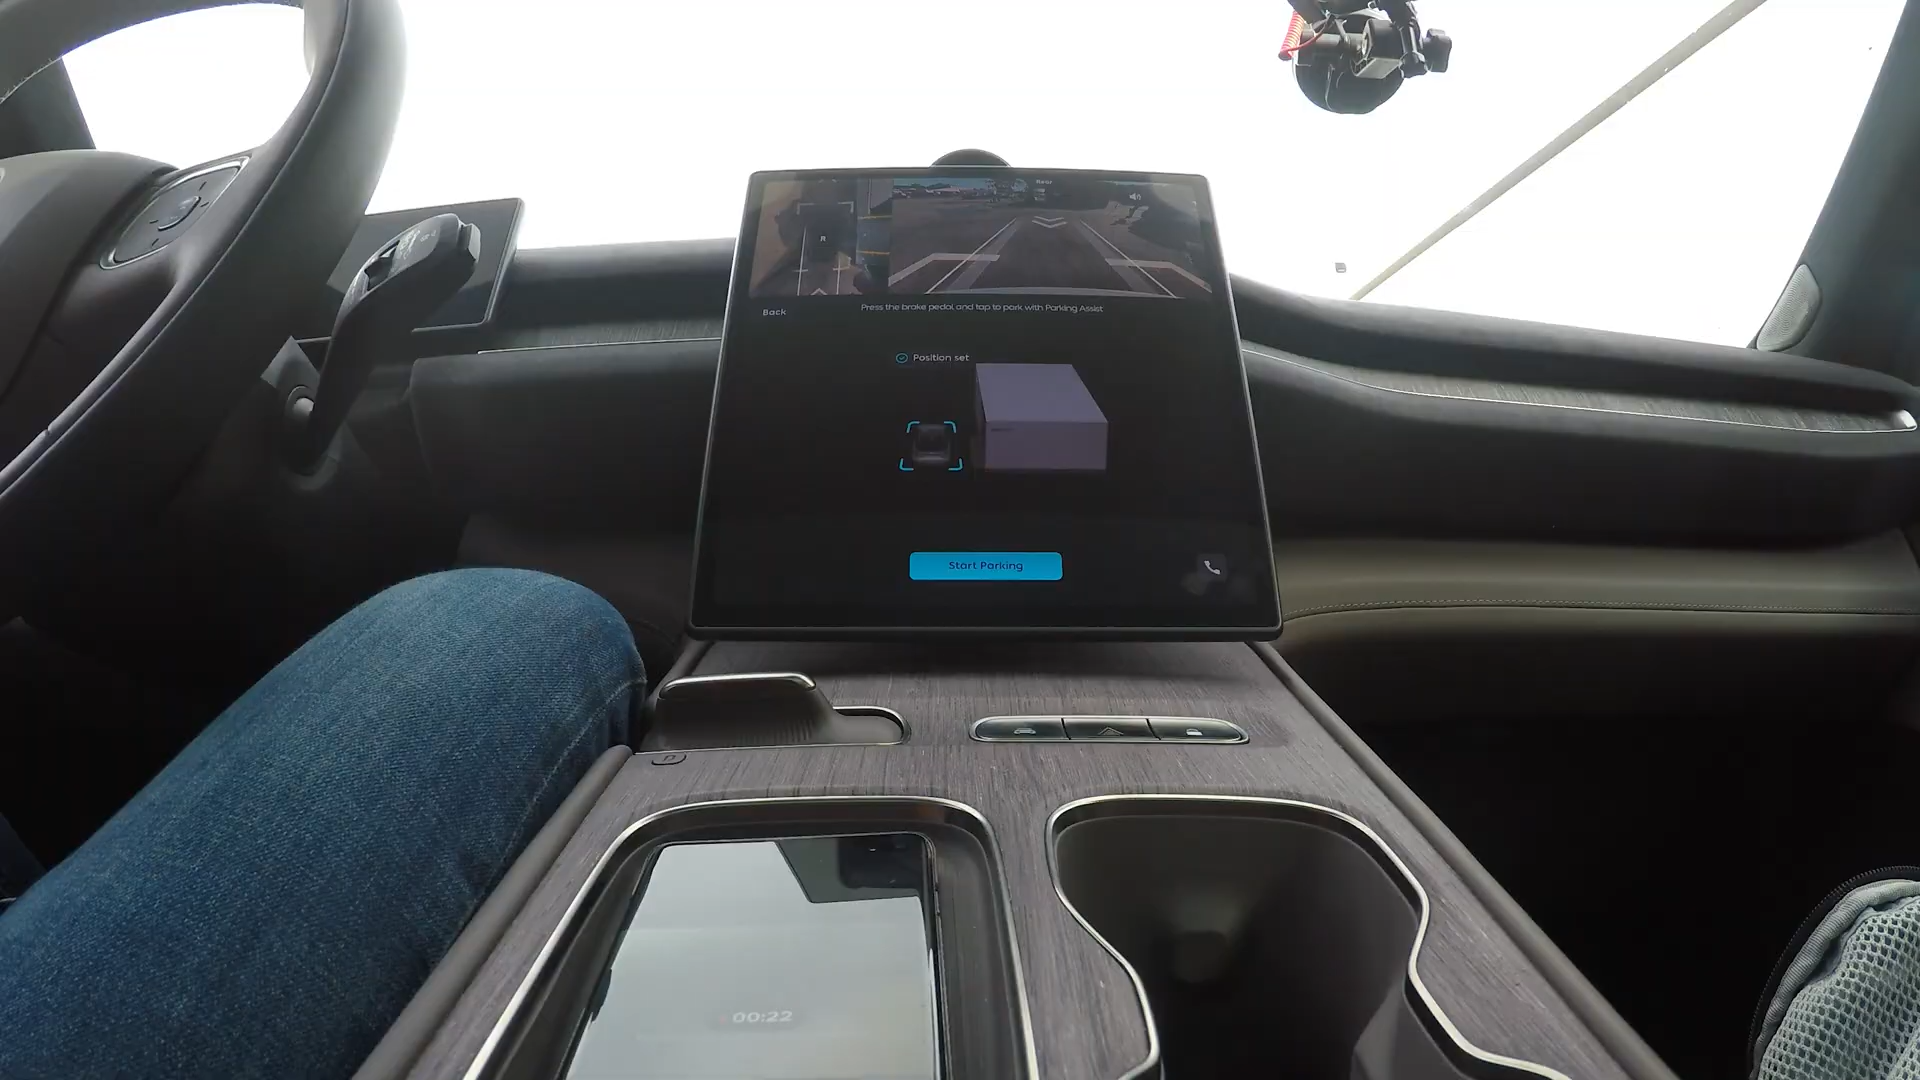 Rear
R
Back
Press the brake pedal and tap to park with Parking Assist
Position set
Start Parking
00:22